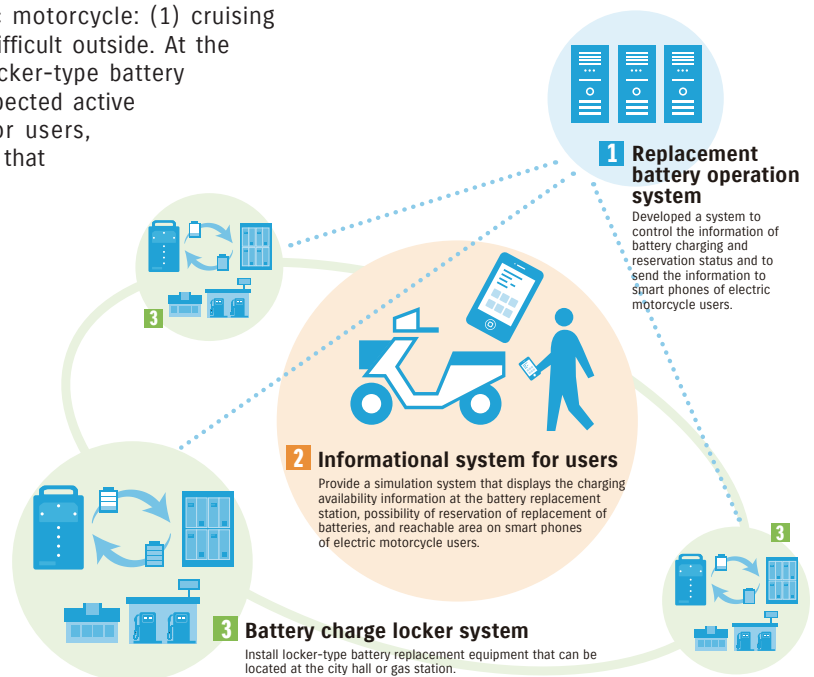 motorcycle: (1) cruising
difficult outside. At the
locker-type battery
expected active
or users,
that
1 Replacement
battery operation
system
Developed a system to
control the information of
battery charging and
reservation status and to
send the information to
smart phones of electric
motorcycle users.
3
2 Informational system for users
Provide a simulation system that displays the charging
availability information at the battery replacement
station, possibility of reservation of replacement of
batteries, and reachable area on smart phones
of electric motorcycle users.
3
3 Battery charge locker system
Install locker-type battery replacement equipment that can be
located at the city hall or gas station.